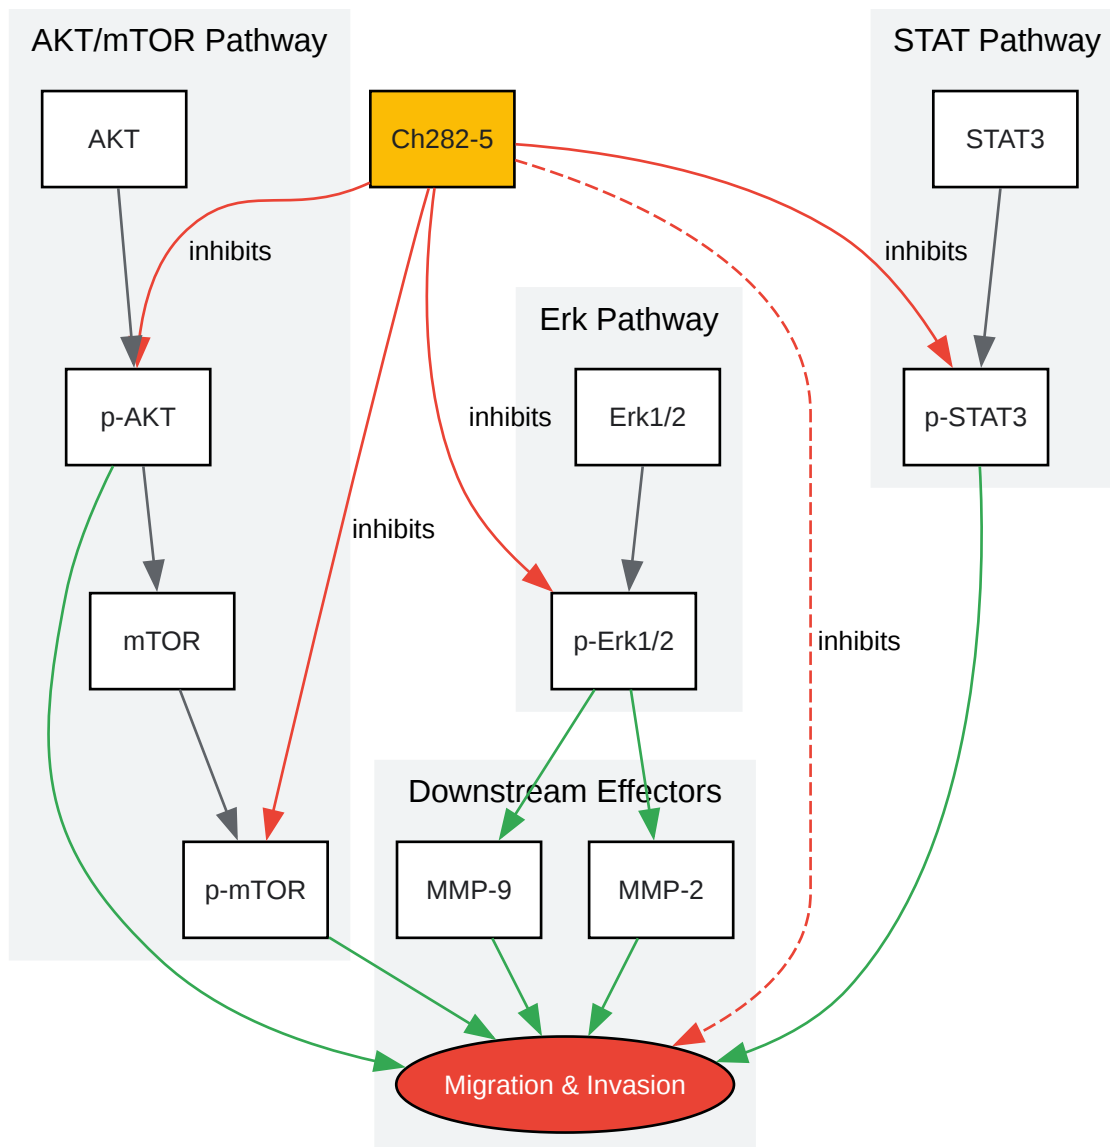 AKT/mTOR Pathway
STAT Pathway
AKT
Ch282-5
STAT3
inhibits
inhibits
Erk Pathway
p-AKT
inhibits
Erk1/2
p-STAT3
inhibits
mTOR
p-Erk1/2
inhibits
Downstream Effectors
p-mTOR
MMP-9
MMP-2
Migration & Invasion